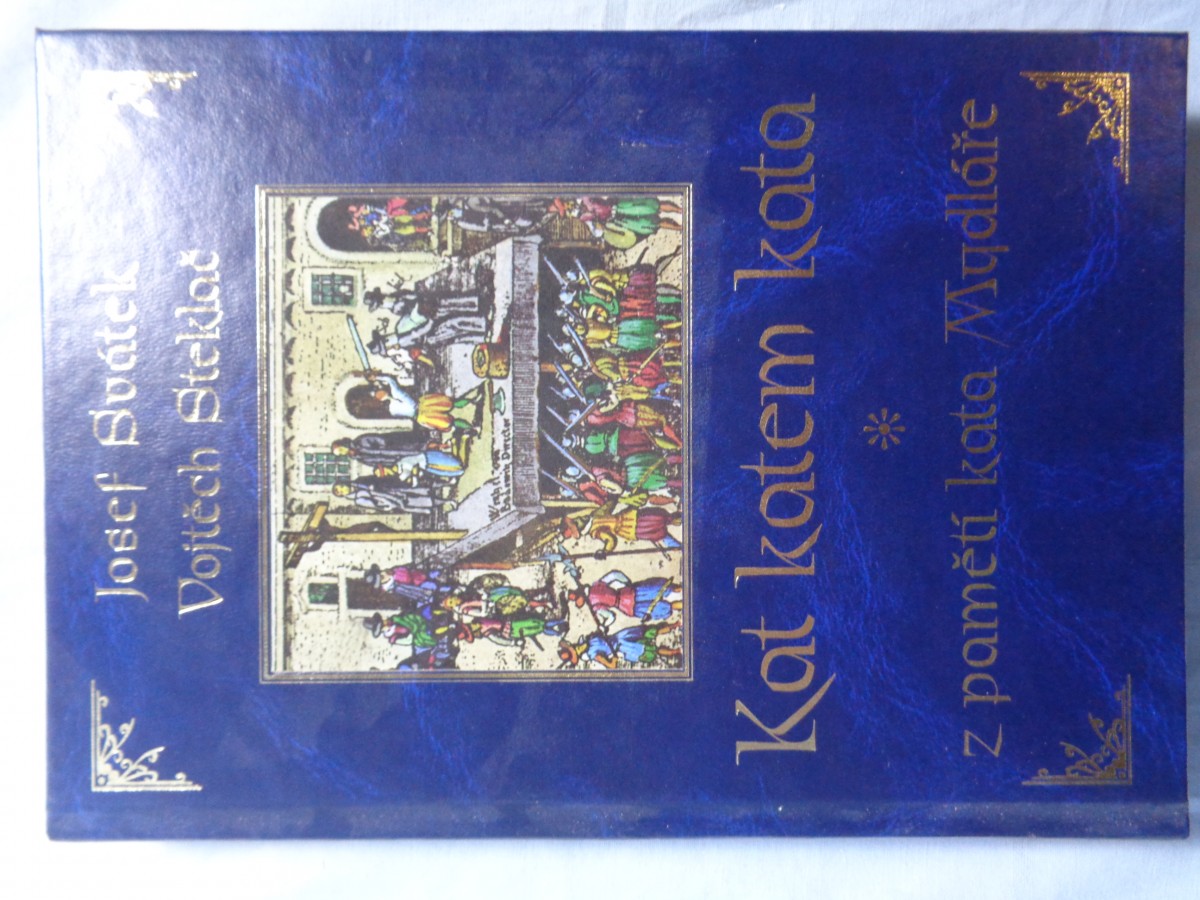 Josef Svátek
Vojtěch Steklač
Kat katem kata
z pamětí kata Mydláře